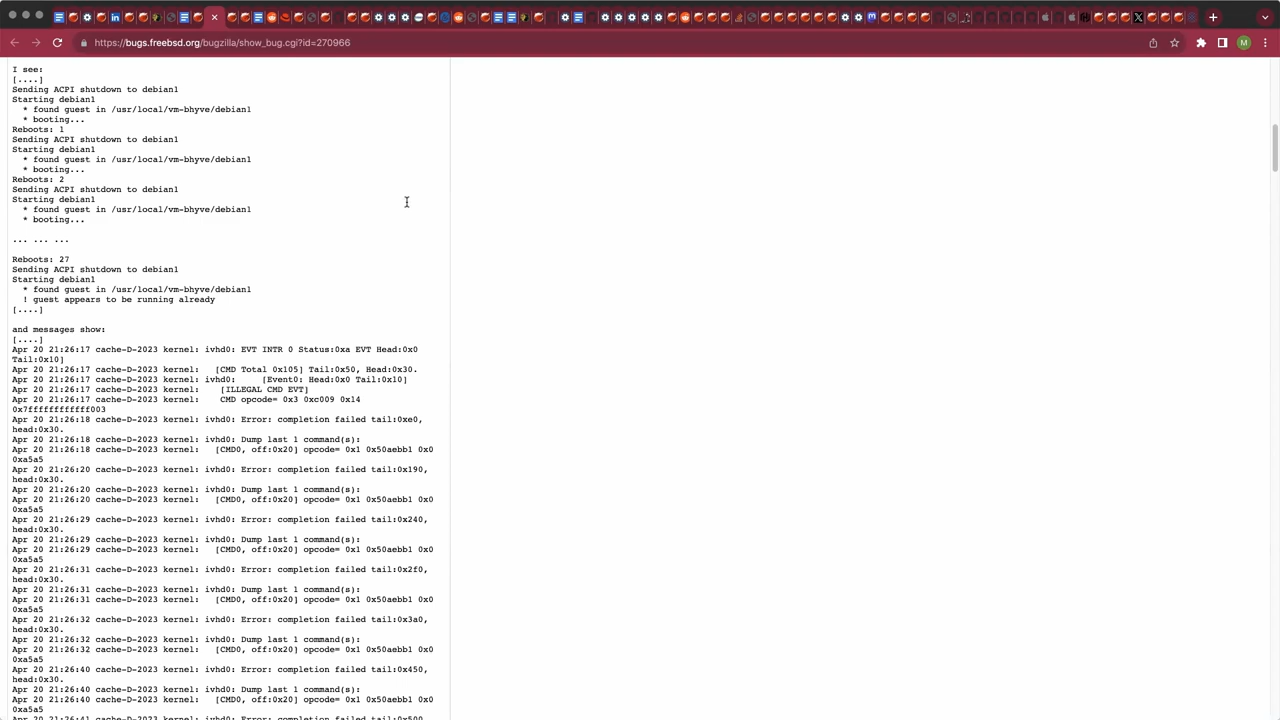 https://bugs.freebsd.org/bugzilla/show_bug.cgi?id=270966
M
I see:
[....]
Sending ACPI shutdown to debian1
Starting debian1
  * found guest in /usr/local/vm-bhyve/debian1
  * booting...
Reboots: 1
Sending ACPI shutdown to debian1
Starting debian1
  * found guest in /usr/local/vm-bhyve/debian1
  * booting...
Reboots: 2
Sending ACPI shutdown to debian1
Starting debian1
  * found guest in /usr/local/vm-bhyve/debian1
  * booting...
... ... ...
Reboots: 27
Sending ACPI shutdown to debian1
Starting debian1
  * found guest in /usr/local/vm-bhyve/debian1
  ! guest appears to be running already
[....]
and messages show:
[....]
Apr 20 21:26:17 cache-D-2023 kernel: ivhd0: EVT INTR 0 Status:0xa EVT Head:0x0
Tail:0x10]
Apr 20 21:26:17 cache-D-2023 kernel:   [CMD Total 0x105] Tail:0x50, Head:0x30.
Apr 20 21:26:17 cache-D-2023 kernel: ivhd0:     [Event0: Head:0x0 Tail:0x10]
Apr 20 21:26:17 cache-D-2023 kernel:    [ILLEGAL CMD EVT]
Apr 20 21:26:17 cache-D-2023 kernel:    CMD opcode= 0x3 0xc009 0x14
0x7ffffffffffff003
Apr 20 21:26:18 cache-D-2023 kernel: ivhd0: Error: completion failed tail:0xe0,
head:0x30.
Apr 20 21:26:18 cache-D-2023 kernel: ivhd0: Dump last 1 command(s):
Apr 20 21:26:18 cache-D-2023 kernel:   [CMD0, off:0x20] opcode= 0x1 0x50aebb1 0x0
0xa5a5
Apr 20 21:26:20 cache-D-2023 kernel: ivhd0: Error: completion failed tail:0x190,
head:0x30.
Apr 20 21:26:20 cache-D-2023 kernel: ivhd0: Dump last 1 command(s):
Apr 20 21:26:20 cache-D-2023 kernel:   [CMD0, off:0x20] opcode= 0x1 0x50aebb1 0x0
0xa5a5
Apr 20 21:26:29 cache-D-2023 kernel: ivhd0: Error: completion failed tail:0x240,
head:0x30.
Apr 20 21:26:29 cache-D-2023 kernel: ivhd0: Dump last 1 command(s):
Apr 20 21:26:29 cache-D-2023 kernel:   [CMD0, off:0x20] opcode= 0x1 0x50aebb1 0x0
0xa5a5
Apr 20 21:26:31 cache-D-2023 kernel: ivhd0: Error: completion failed tail:0x2f0,
head:0x30.
Apr 20 21:26:31 cache-D-2023 kernel: ivhd0: Dump last 1 command(s):
Apr 20 21:26:31 cache-D-2023 kernel:   [CMD0, off:0x20] opcode= 0x1 0x50aebb1 0x0
0xa5a5
Apr 20 21:26:32 cache-D-2023 kernel: ivhd0: Error: completion failed tail:0x3a0,
head:0x30.
Apr 20 21:26:32 cache-D-2023 kernel: ivhd0: Dump last 1 command(s):
Apr 20 21:26:32 cache-D-2023 kernel:   [CMD0, off:0x20] opcode= 0x1 0x50aebb1 0x0
0xa5a5
Apr 20 21:26:40 cache-D-2023 kernel: ivhd0: Error: completion failed tail:0x450,
head:0x30.
Apr 20 21:26:40 cache-D-2023 kernel: ivhd0: Dump last 1 command(s):
Apr 20 21:26:40 cache-D-2023 kernel:   [CMD0, off:0x20] opcode= 0x1 0x50aebb1 0x0
0xa5a5
Apr 20 21:26:41 cache-D-2023 kernel: ivhd0: Error: completion failed tail:0x500,